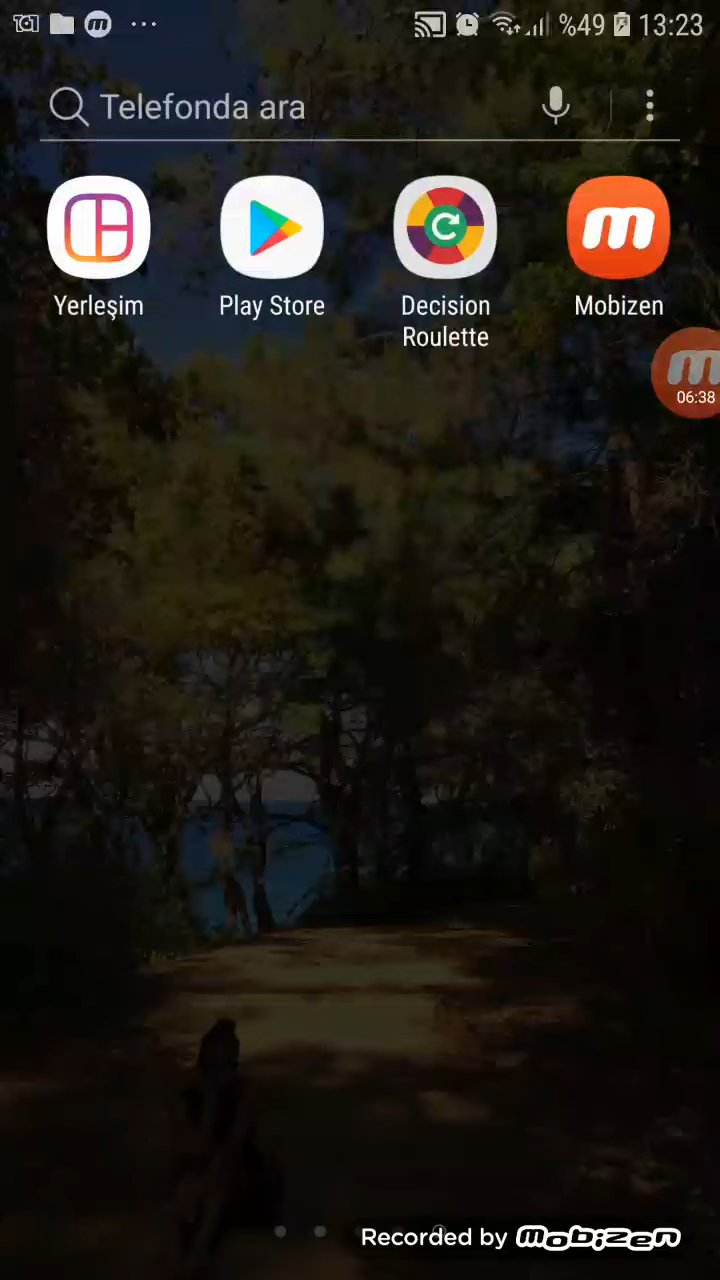 %49 13:23
Telefonda ara
Yerleşim
Play Store
Decision
Roulette
Mobizen
06:38
Recorded by mobizen